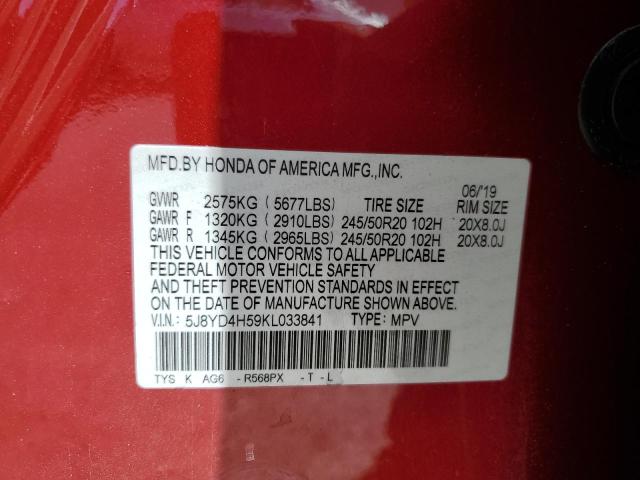 MFD.BY HONDA OF AMERICA MFG.,INC.
06/'19
GVWR 2575KG ( 5677LBS) TIRE SIZE RIM SIZE
GAWR F 1320KG ( 2910LBS) 245/50R20 102H 20X8.0J
GAWR R 1345KG ( 2965LBS) 245/50R20 102H 20X8.0J
THIS VEHICLE CONFORMS TO ALL APPLICABLE
FEDERAL MOTOR VEHICLE SAFETY
AND THEFT PREVENTION STANDARDS IN EFFECT
ON THE DATE OF MANUFACTURE SHOWN ABOVE.
V.I.N.: 5J8YD4H59KL033841 TYPE: MPV
TYS K AG6 - R568PX - T - L